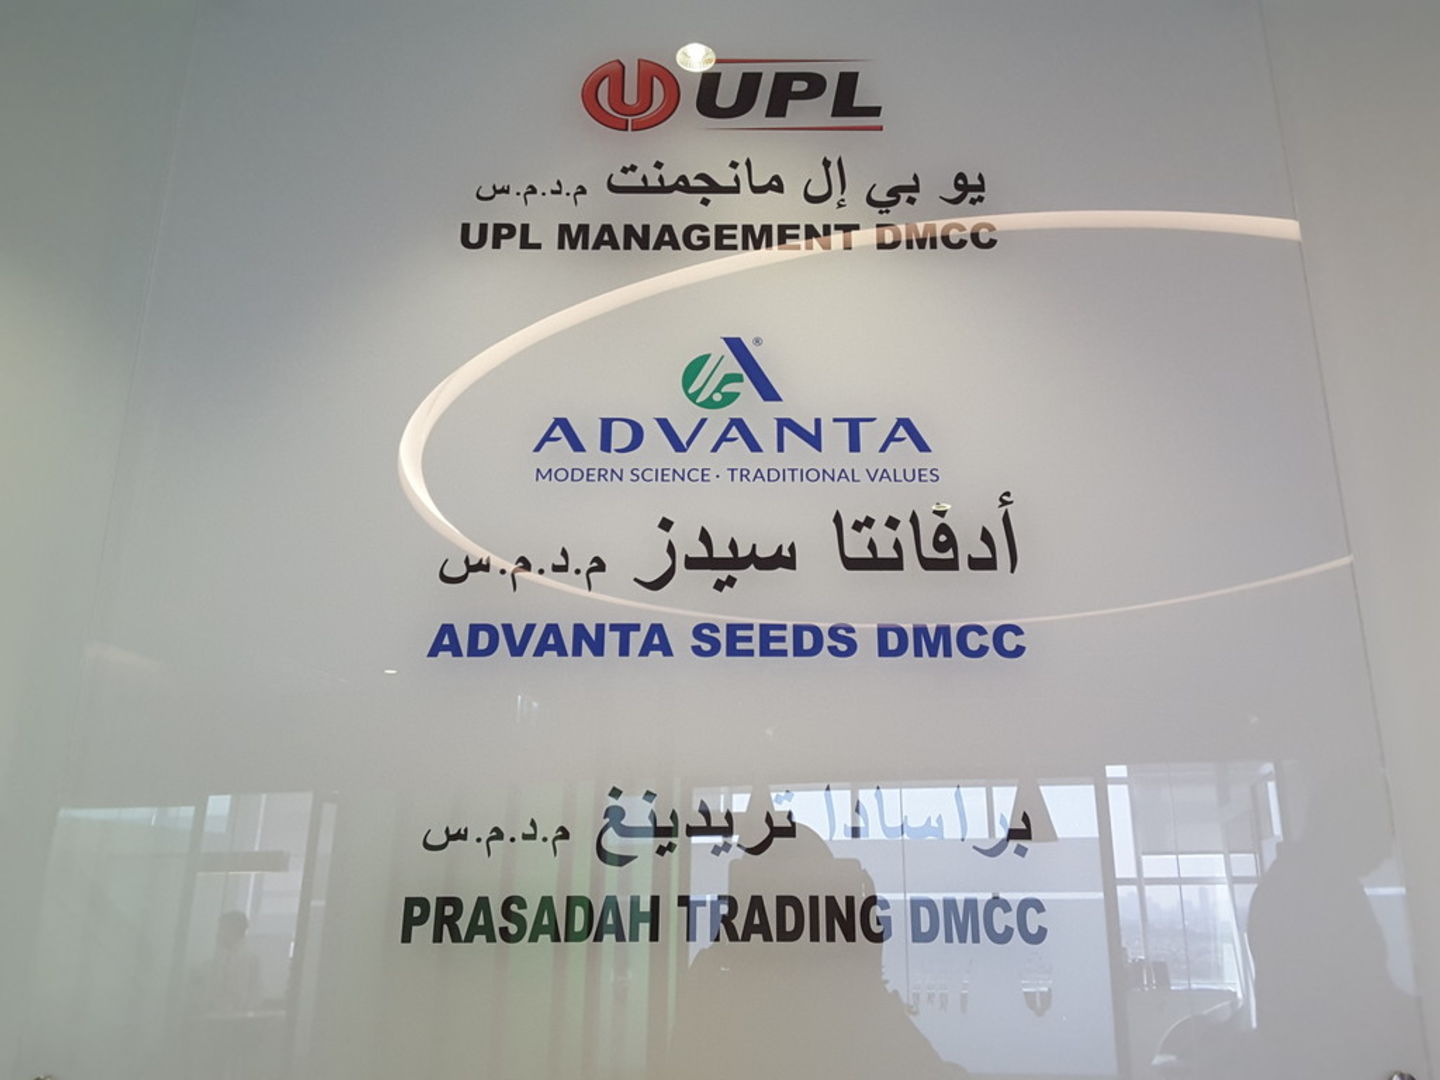 UPL
يو بي إل مانجمنت م.د.م.س
UPL MANAGEMENT DMCC
ADVANTA
MODERN SCIENCE · TRADITIONAL VALUES
أدفانتا سيدز م.د.م.س
ADVANTA SEEDS DMCC
براسادا تريدينغ م.د.م.س
PRASADAH TRADING DMCC